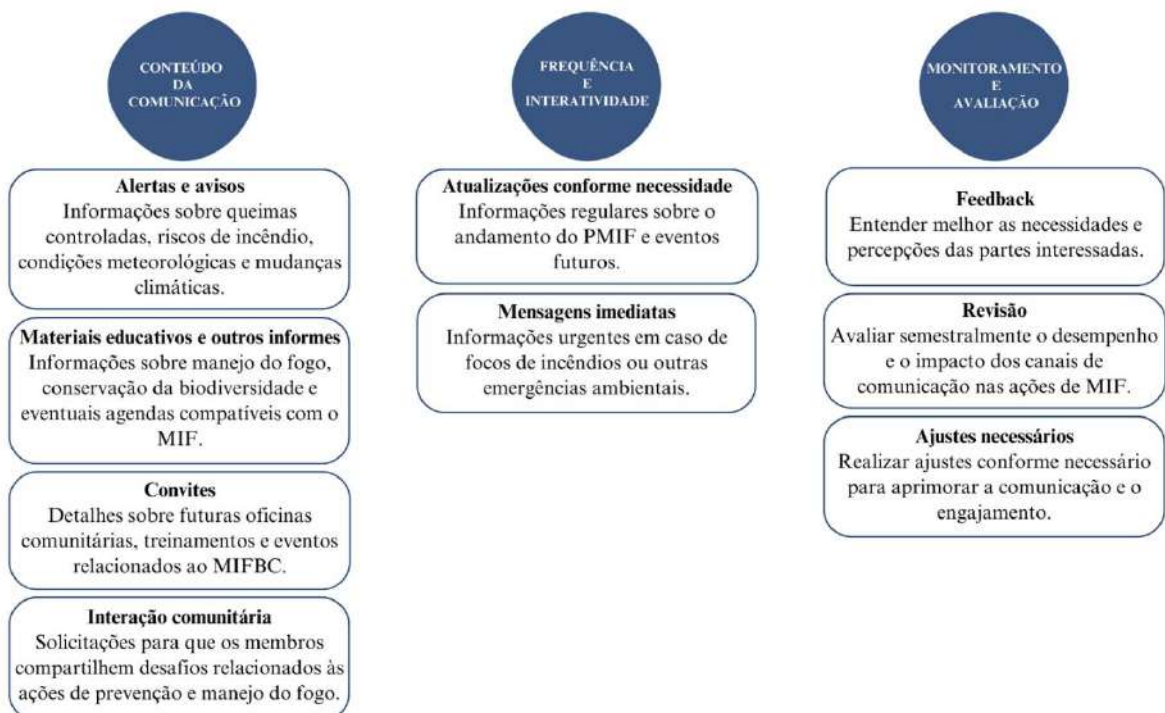 CONTEÚDO
DA
COMUNICAÇÃO
Alertas e avisos
Informações sobre queimas
controladas, riscos de incêndio,
condições meteorológicas e mudanças
climáticas.
Materiais educativos e outros informes
Informações sobre manejo do fogo,
conservação da biodiversidade e
eventuais agendas compatíveis com o
MIF.
Convites
Detalhes sobre futuras oficinas
comunitárias, treinamentos e eventos
relacionados ao MIFBC.
Interação comunitária
Solicitações para que os membros
compartilhem desafios relacionados às
ações de prevenção e manejo do fogo.
FREQUÊNCIA
E
INTERATIVIDADE
Atualizações conforme necessidade
Informações regulares sobre o
andamento do PMIF e eventos
futuros.
Mensagens imediatas
Informações urgentes em caso de
focos de incêndios ou outras
emergências ambientais.
MONITORAMENTO
E
AVALIAÇÃO
Feedback
Entender melhor as necessidades e
percepções das partes interessadas.
Revisão
Avaliar semestralmente o desempenho
e o impacto dos canais de
comunicação nas ações de MIF.
Ajustes necessários
Realizar ajustes conforme necessário
para aprimorar a comunicação e o
engajamento.